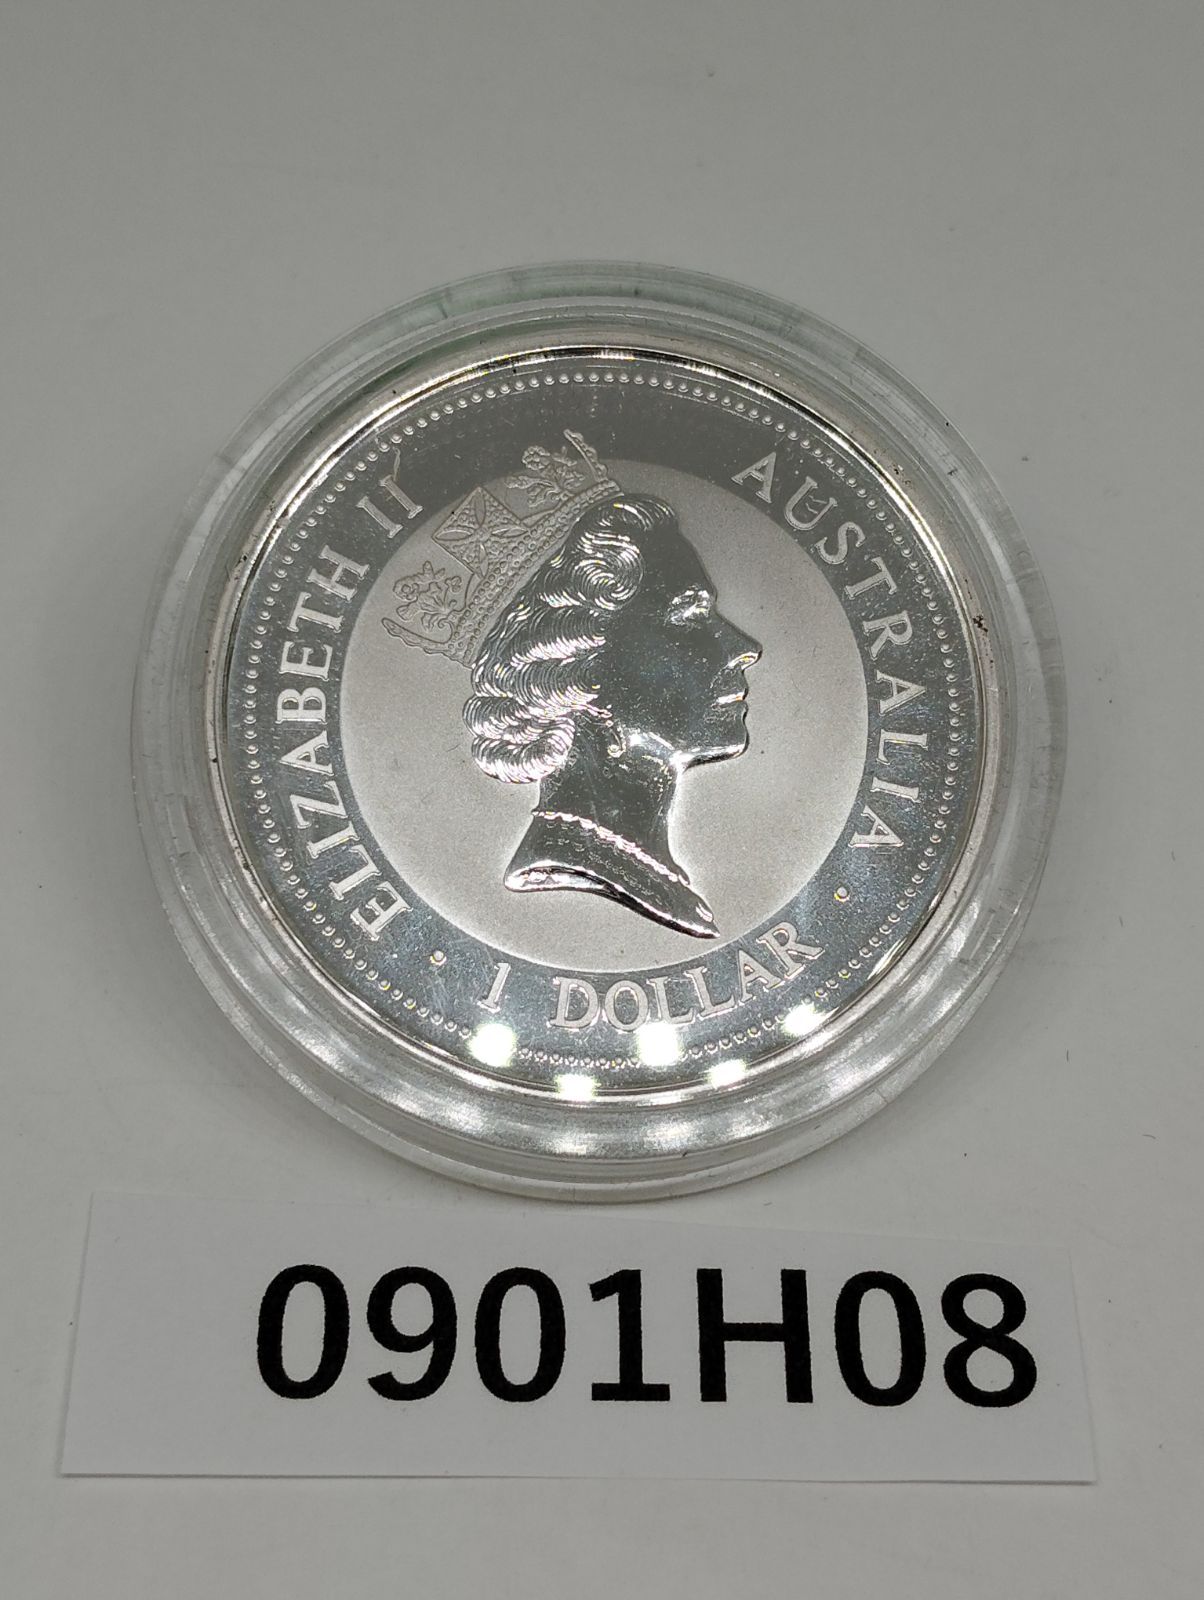 ELIZABETH II
AUSTRALIA
• 1 DOLLAR •
0901H08